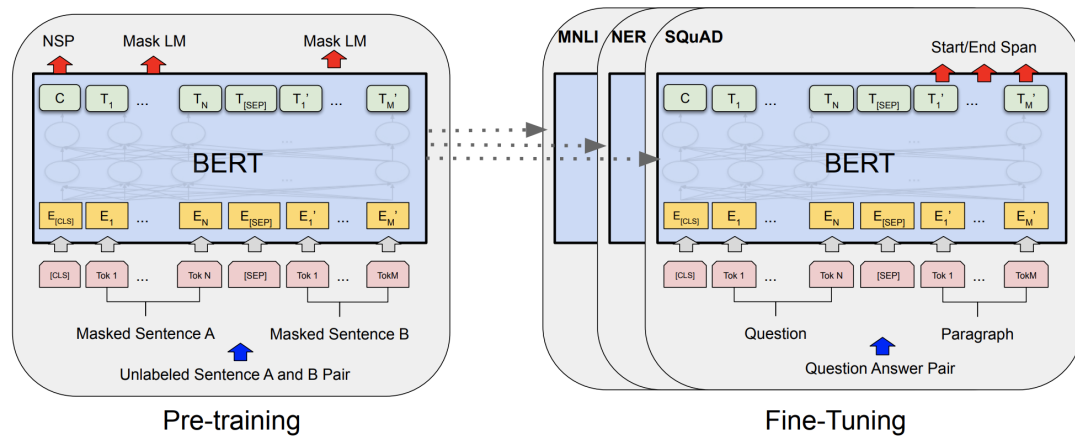 NSP Mask LM Mask LM
C T1 ... TN T[SEP] T1' ... TM'
BERT
E[CLS] E1 ... EN E[SEP] E1' ... EM'
[CLS] Tok 1 ... Tok N [SEP] Tok 1 ... TokM
Masked Sentence A Masked Sentence B
Unlabeled Sentence A and B Pair
Pre-training
MNLI NER SQuAD
Start/End Span
C T1 ... TN T[SEP] T1' ... TM'
BERT
E[CLS] E1 ... EN E[SEP] E1' ... EM'
[CLS] Tok 1 ... Tok N [SEP] Tok 1 ... TokM
Question Paragraph
Question Answer Pair
Fine-Tuning